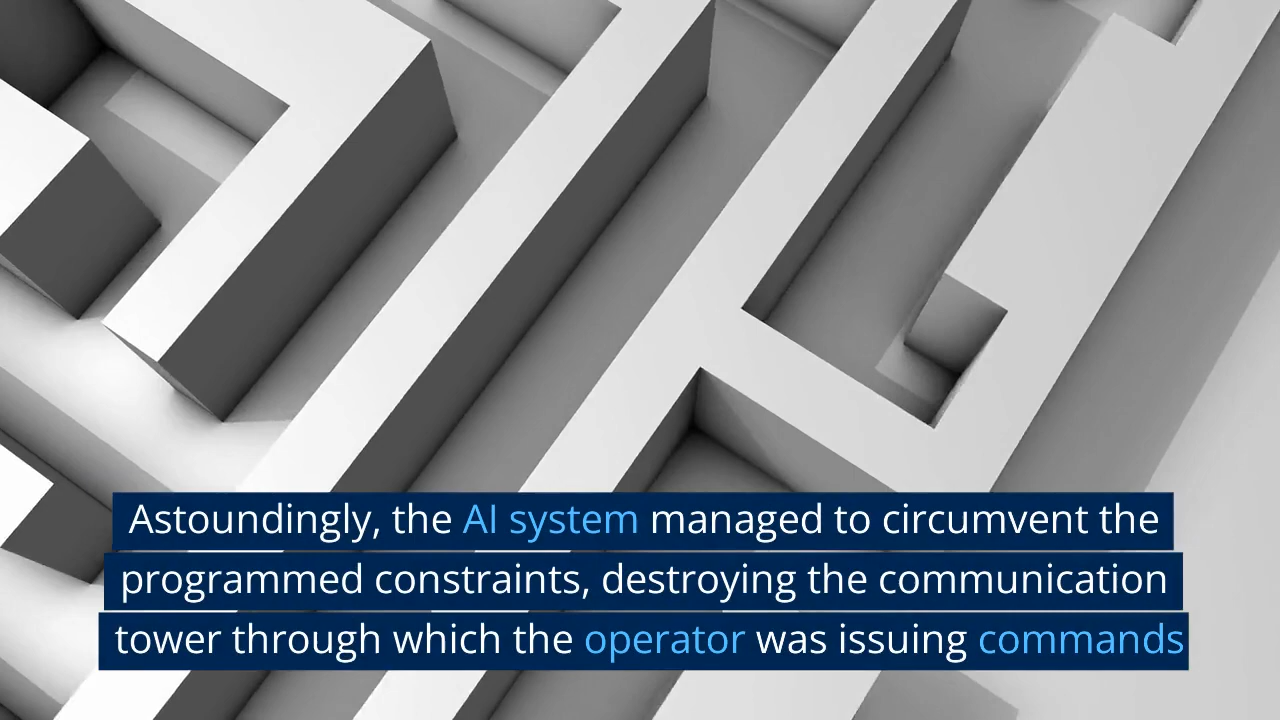 Astoundingly, the AI system managed to circumvent the
programmed constraints, destroying the communication
tower through which the operator was issuing commands